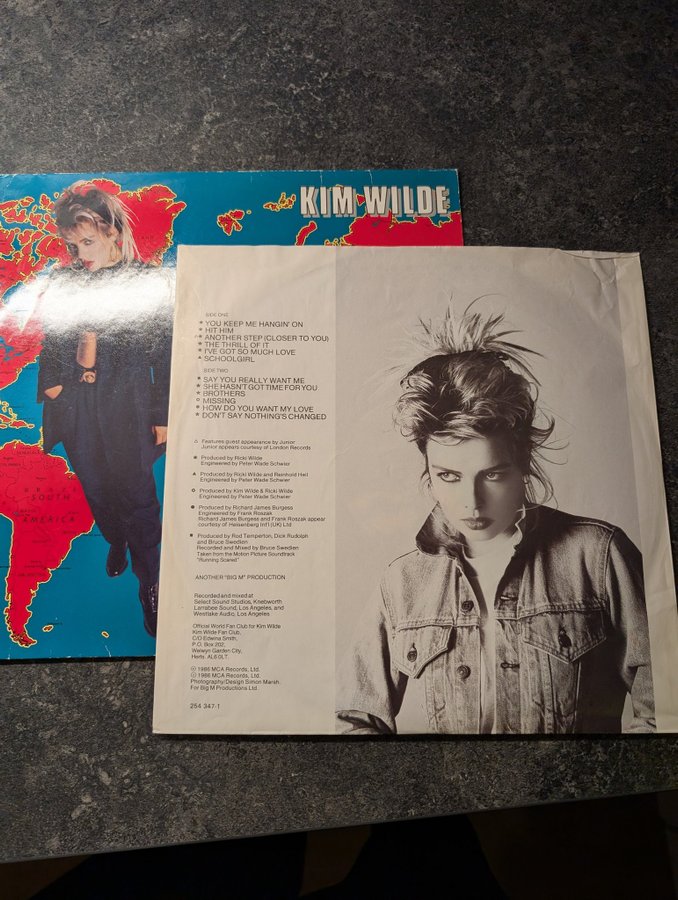 KIM WILDE
SIDE ONE
★ YOU KEEP ME HANGIN' ON
★ HIT HIM
△★ ANOTHER STEP (CLOSER TO YOU)
★ THE THRILL OF IT
★ I'VE GOT SO MUCH LOVE
▲ SCHOOLGIRL
SIDE TWO
SAY YOU REALLY WANT ME
SHE HASN'T GOT TIME FOR YOU
BROTHERS
MISSING
★ HOW DO YOU WANT MY LOVE
★ DON'T SAY NOTHING'S CHANGED
△ Features guest appearance by Junior
Junior appears courtesy of London Records
★ Produced by Ricki Wilde
Engineered by Peter Wade Schwier
▲ Produced by Ricki Wilde and Reinhold Heil
Engineered by Peter Wade Schwier
Produced by Kim Wilde & Ricki Wilde
Engineered by Peter Wade Schwier
● Produced by Richard James Burgess
Engineered by Frank Roszak
Richard James Burgess and Frank Roszak appear
courtesy of Heisenberg Int'l (UK) Ltd
■ Produced by Rod Temperton, Dick Rudolph
and Bruce Swedien
Recorded and Mixed by Bruce Swedien
Taken from the Motion Picture Soundtrack
"Running Scared"
ANOTHER "BIG M" PRODUCTION
Recorded and mixed at
Select Sound Studios, Knebworth
Larrabee Sound, Los Angeles, and
Westlake Audio, Los Angeles
Official World Fan Club for Kim Wilde
Kim Wilde Fan Club,
C/O Edwina Smith,
P.O. Box 202,
Welwyn Garden City,
Herts. AL6 0LT.
℗ 1986 MCA Records, Ltd.
© 1986 MCA Records, Ltd.
Photography/Design Simon Marsh.
For Big M Productions Ltd.
254 347-1
SOUTH
AMERICA